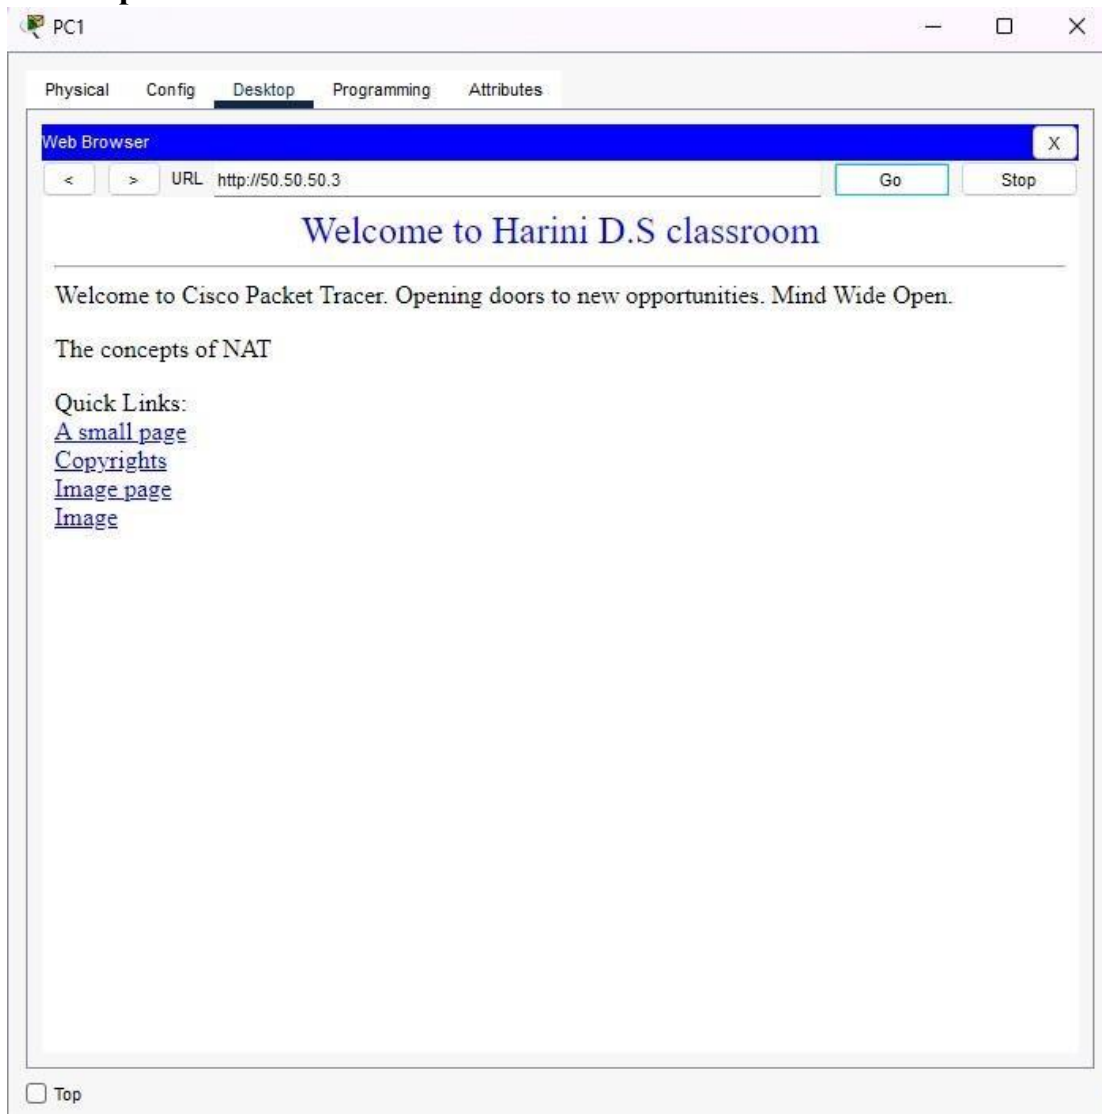 PC1
Physical Config Desktop Programming Attributes
Web Browser X
< > URL http://50.50.50.3 Go Stop
Welcome to Harini D.S classroom
Welcome to Cisco Packet Tracer. Opening doors to new opportunities. Mind Wide Open.
The concepts of NAT
Quick Links:
A small page
Copyrights
Image page
Image
Top